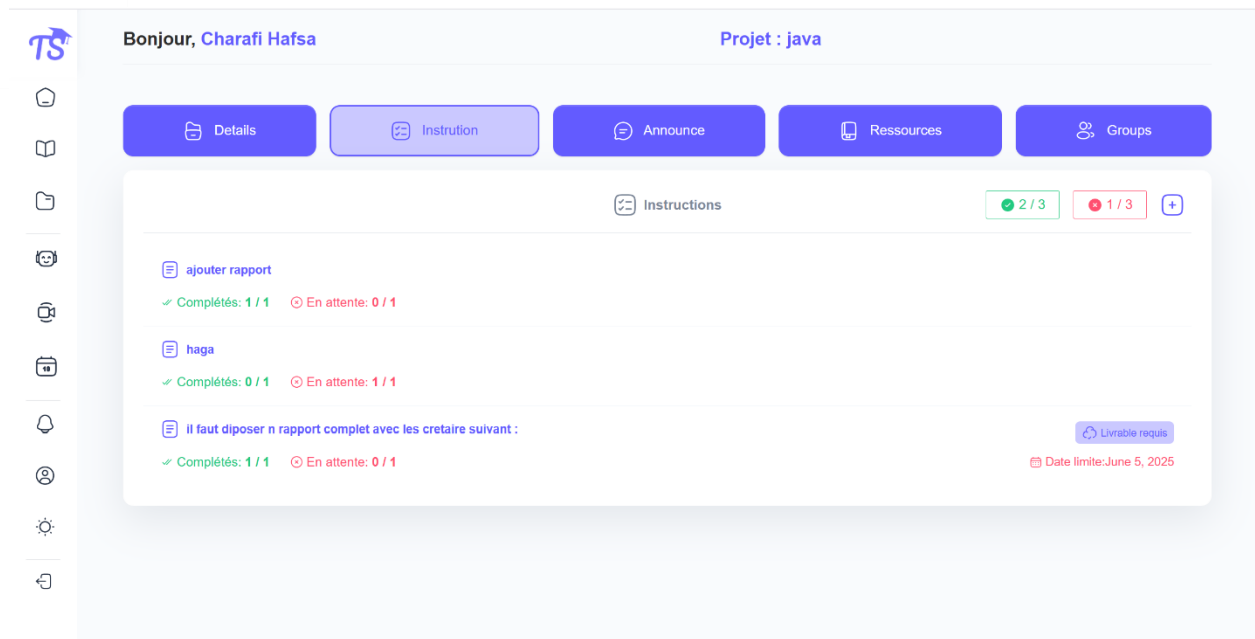 TS
Bonjour, Charafi Hafsa
Projet : java
Details
Instrution
Announce
Ressources
Groups
Instructions
2 / 3
1 / 3
ajouter rapport
Complétés: 1 / 1 En attente: 0 / 1
haga
Complétés: 0 / 1 En attente: 1 / 1
il faut diposer n rapport complet avec les cretaire suivant :
Livrable requis
Complétés: 1 / 1 En attente: 0 / 1
Date limite:June 5, 2025